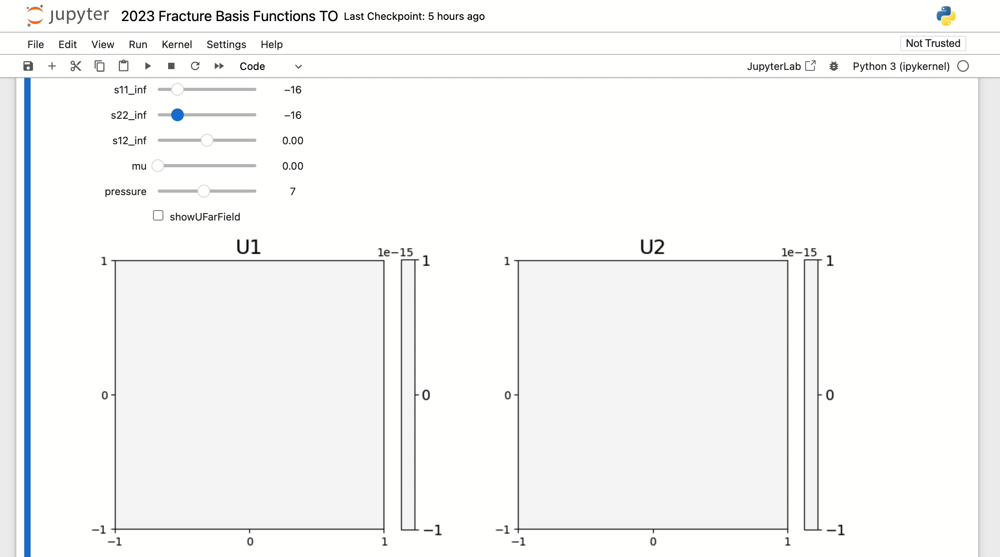 jupyter 2023 Fracture Basis Functions TO Last Checkpoint: 5 hours ago
File Edit View Run Kernel Settings Help Not Trusted
Code JupyterLab Python 3 (ipykernel)
s11_inf −16
s22_inf −16
s12_inf 0.00
mu 0.00
pressure 7
showUFarField
U1 U2
1e−15 1e−15
1 1 1 1
0 0 0 0
−1 −1 −1 −1
−1 0 1 −1 0 1